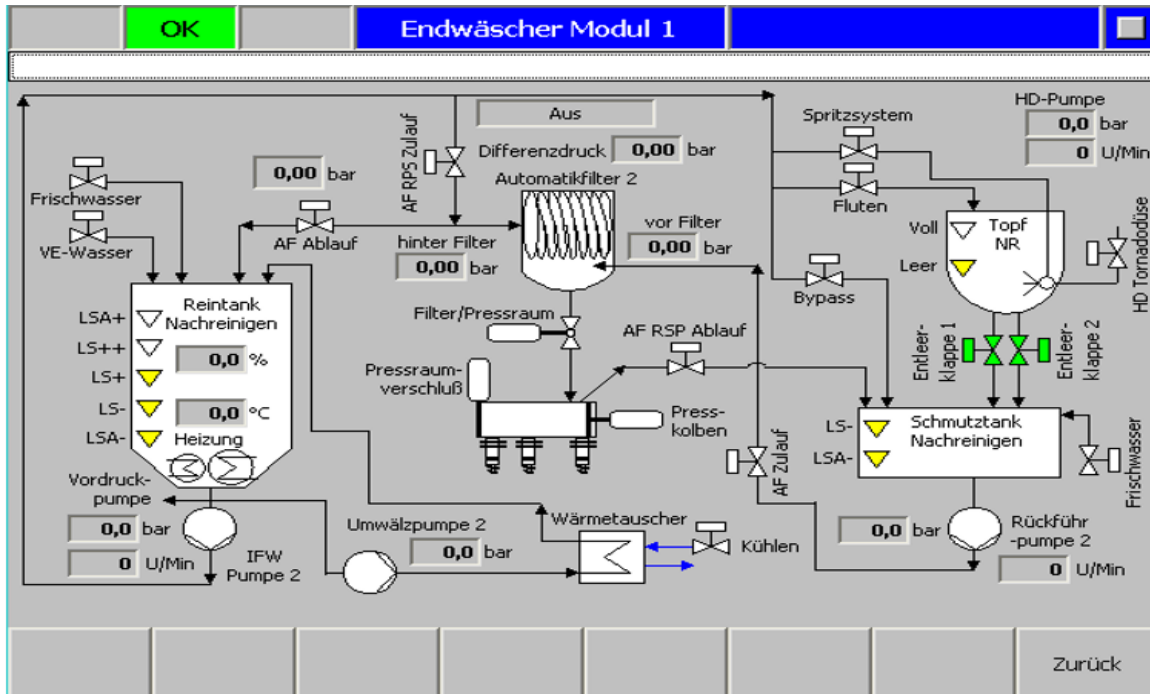 OK
Endwäscher Modul 1
Aus
HD-Pumpe
0,0 bar
0 U/Min
Spritzsystem
Differenzdruck 0,00 bar
AF RPS Zulauf
0,00 bar
Automatikfilter 2
Frischwasser
Fluten
AF Ablauf
vor Filter
0,00 bar
hinter Filter
0,00 bar
VE-Wasser
Voll
Topf
NR
Leer
HD Tornadodüse
Bypass
Reintank
Nachreinigen
LSA+
LS++
0,0 %
LS+
LS-
0,0 °C
LSA-
Heizung
Filter/Pressraum
AF RSP Ablauf
Pressraum-
verschluß
Press-
kolben
Entleer-
klappe 1
Entleer-
klappe 2
LS-
Schmutztank
Nachreinigen
LSA-
AF Zulauf
Frischwasser
Vordruck-
pumpe
0,0 bar
0 U/Min
IFW
Pumpe 2
Umwälzpumpe 2
0,0 bar
Wärmetauscher
Kühlen
0,0 bar
Rückführ
-pumpe 2
0 U/Min
Zurück